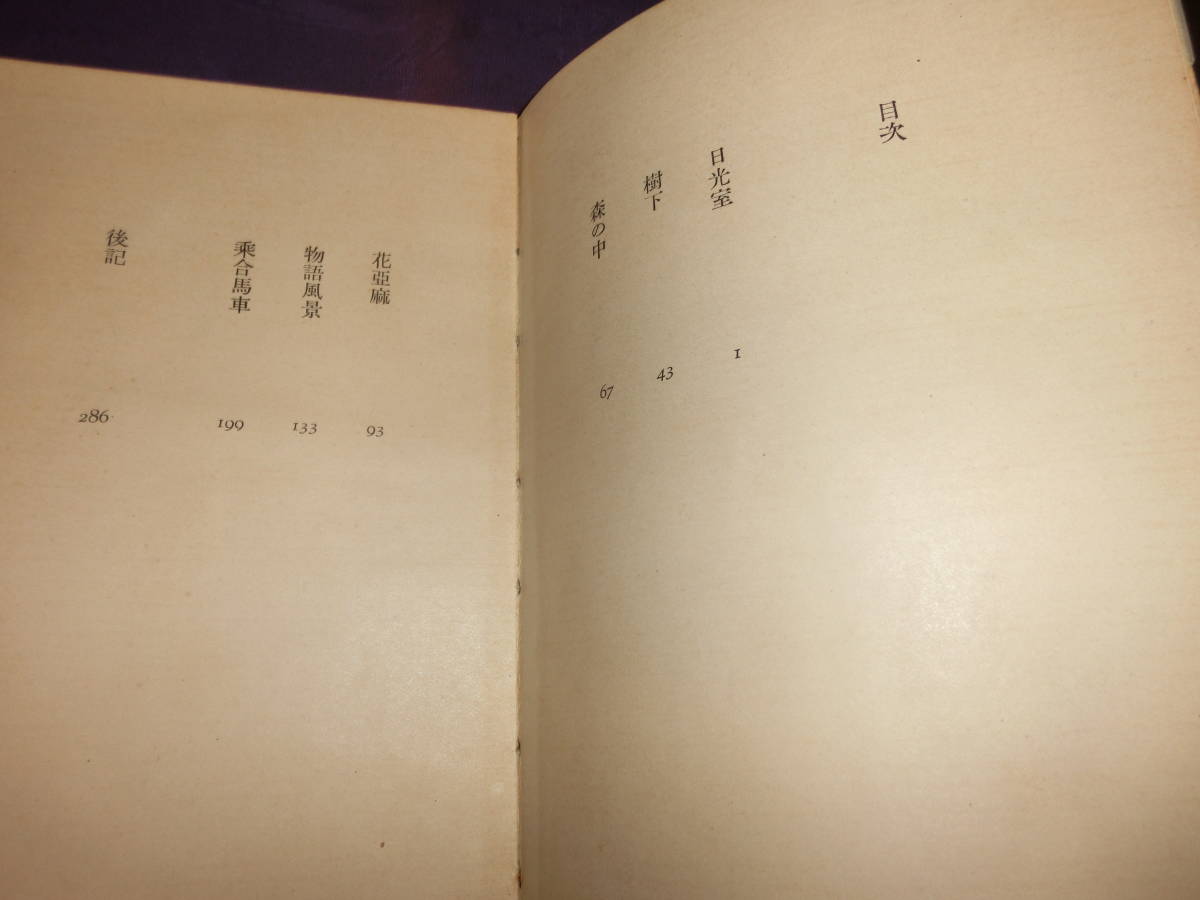 目次
日光室 1
樹下 43
森の中 67
花亜麻 93
物語風景 133
乗合馬車 199
後記 286